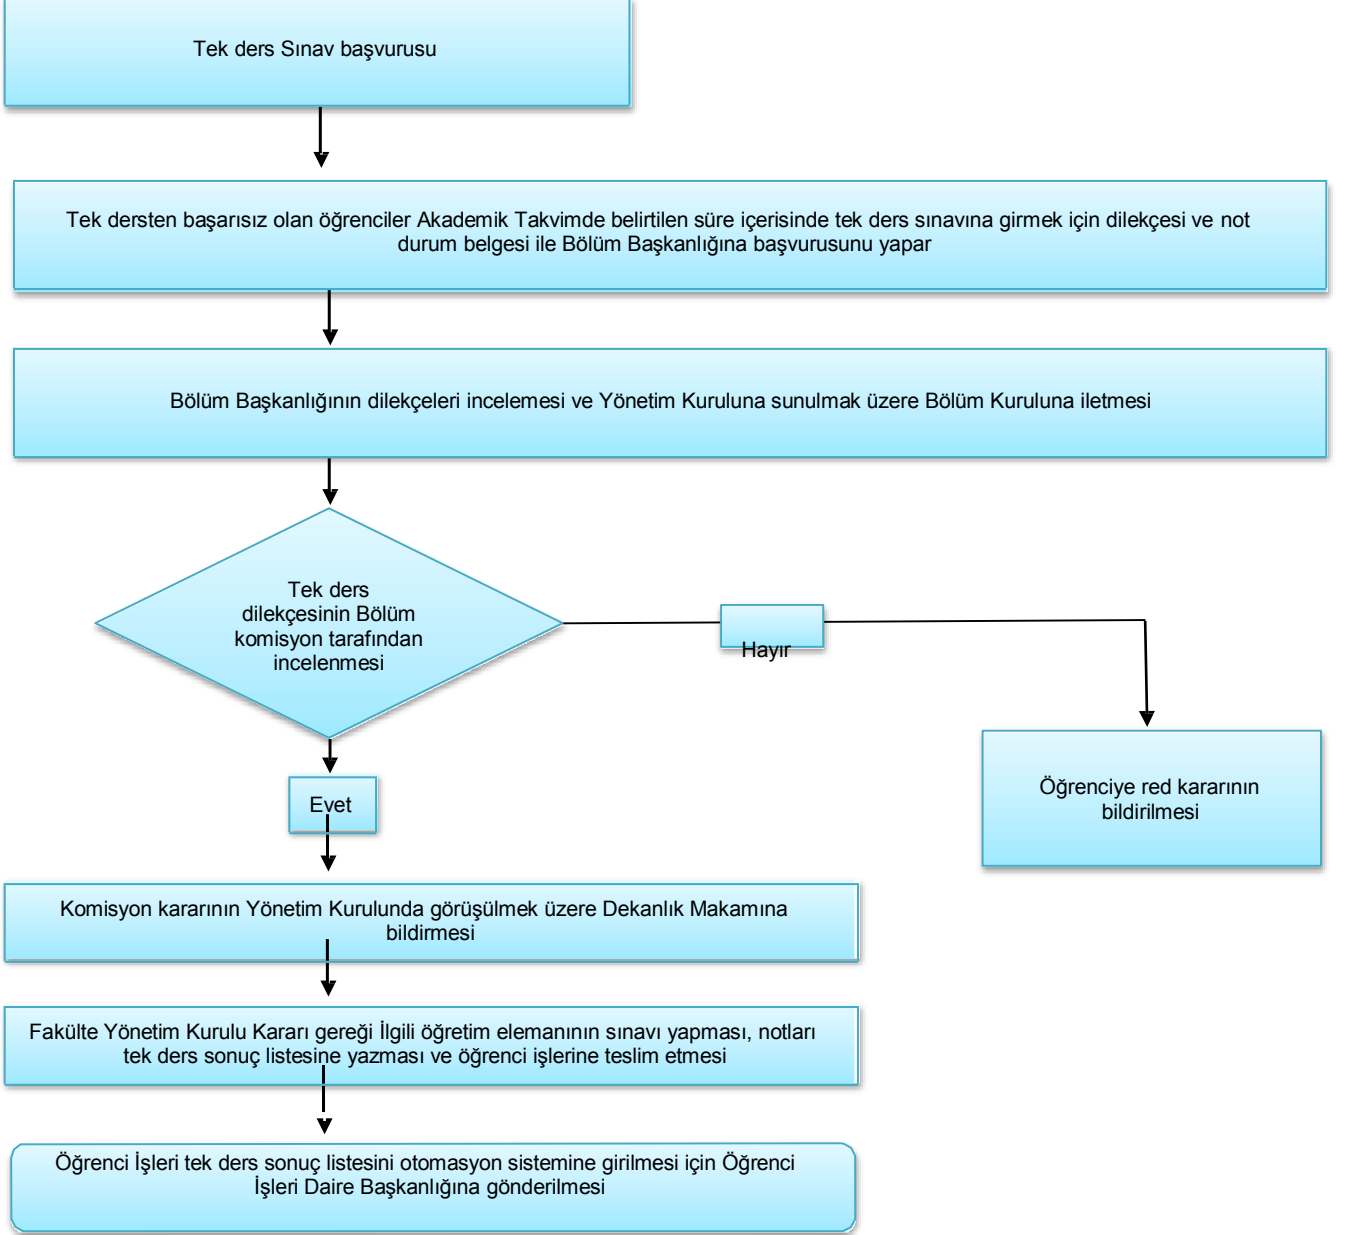 Tek ders Sınav başvurusu
Tek dersten başarısız olan öğrenciler Akademik Takvimde belirtilen süre içerisinde tek ders sınavına girmek için dilekçesi ve not
durum belgesi ile Bölüm Başkanlığına başvurusunu yapar
Bölüm Başkanlığının dilekçeleri incelemesi ve Yönetim Kuruluna sunulmak üzere Bölüm Kuruluna iletmesi
Tek ders
dilekçesinin Bölüm
komisyon tarafından
incelenmesi
Hayır
Öğrenciye red kararının
bildirilmesi
Evet
Komisyon kararının Yönetim Kurulunda görüşülmek üzere Dekanlık Makamına
bildirmesi
Fakülte Yönetim Kurulu Kararı gereği İlgili öğretim elemanının sınavı yapması, notları
tek ders sonuç listesine yazması ve öğrenci işlerine teslim etmesi
Öğrenci İşleri tek ders sonuç listesini otomasyon sistemine girilmesi için Öğrenci
İşleri Daire Başkanlığına gönderilmesi